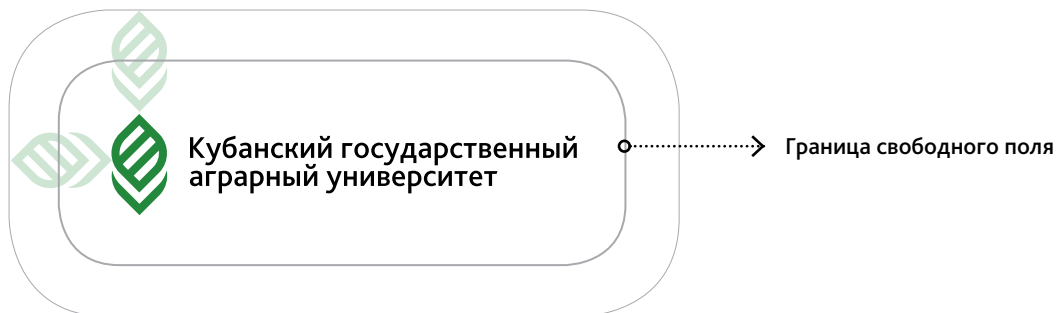 Кубанский государственный
аграрный университет
Граница свободного поля